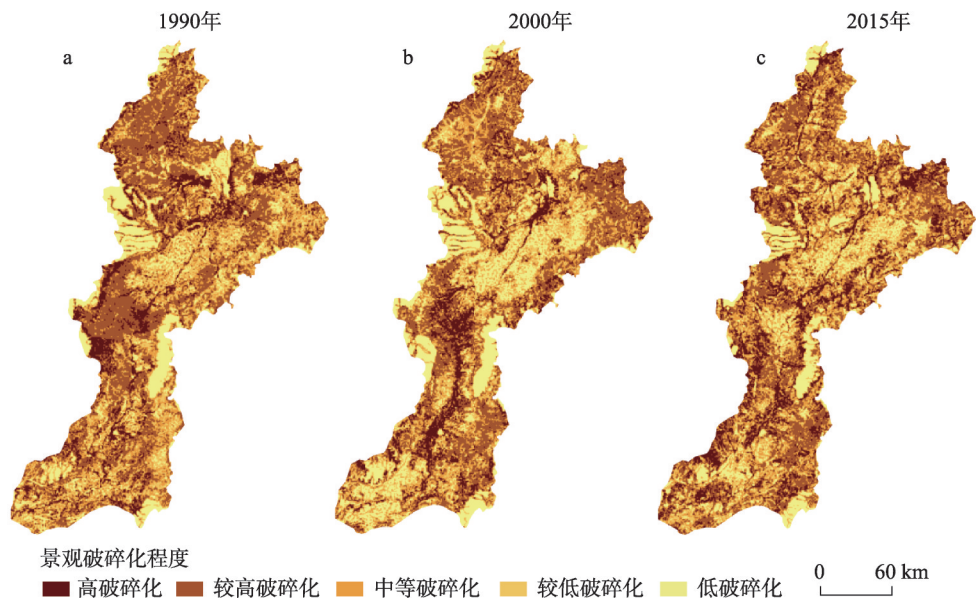 1990年
2000年
2015年
a
b
c
景观破碎化程度
高破碎化 较高破碎化 中等破碎化 较低破碎化 低破碎化
0 60 km